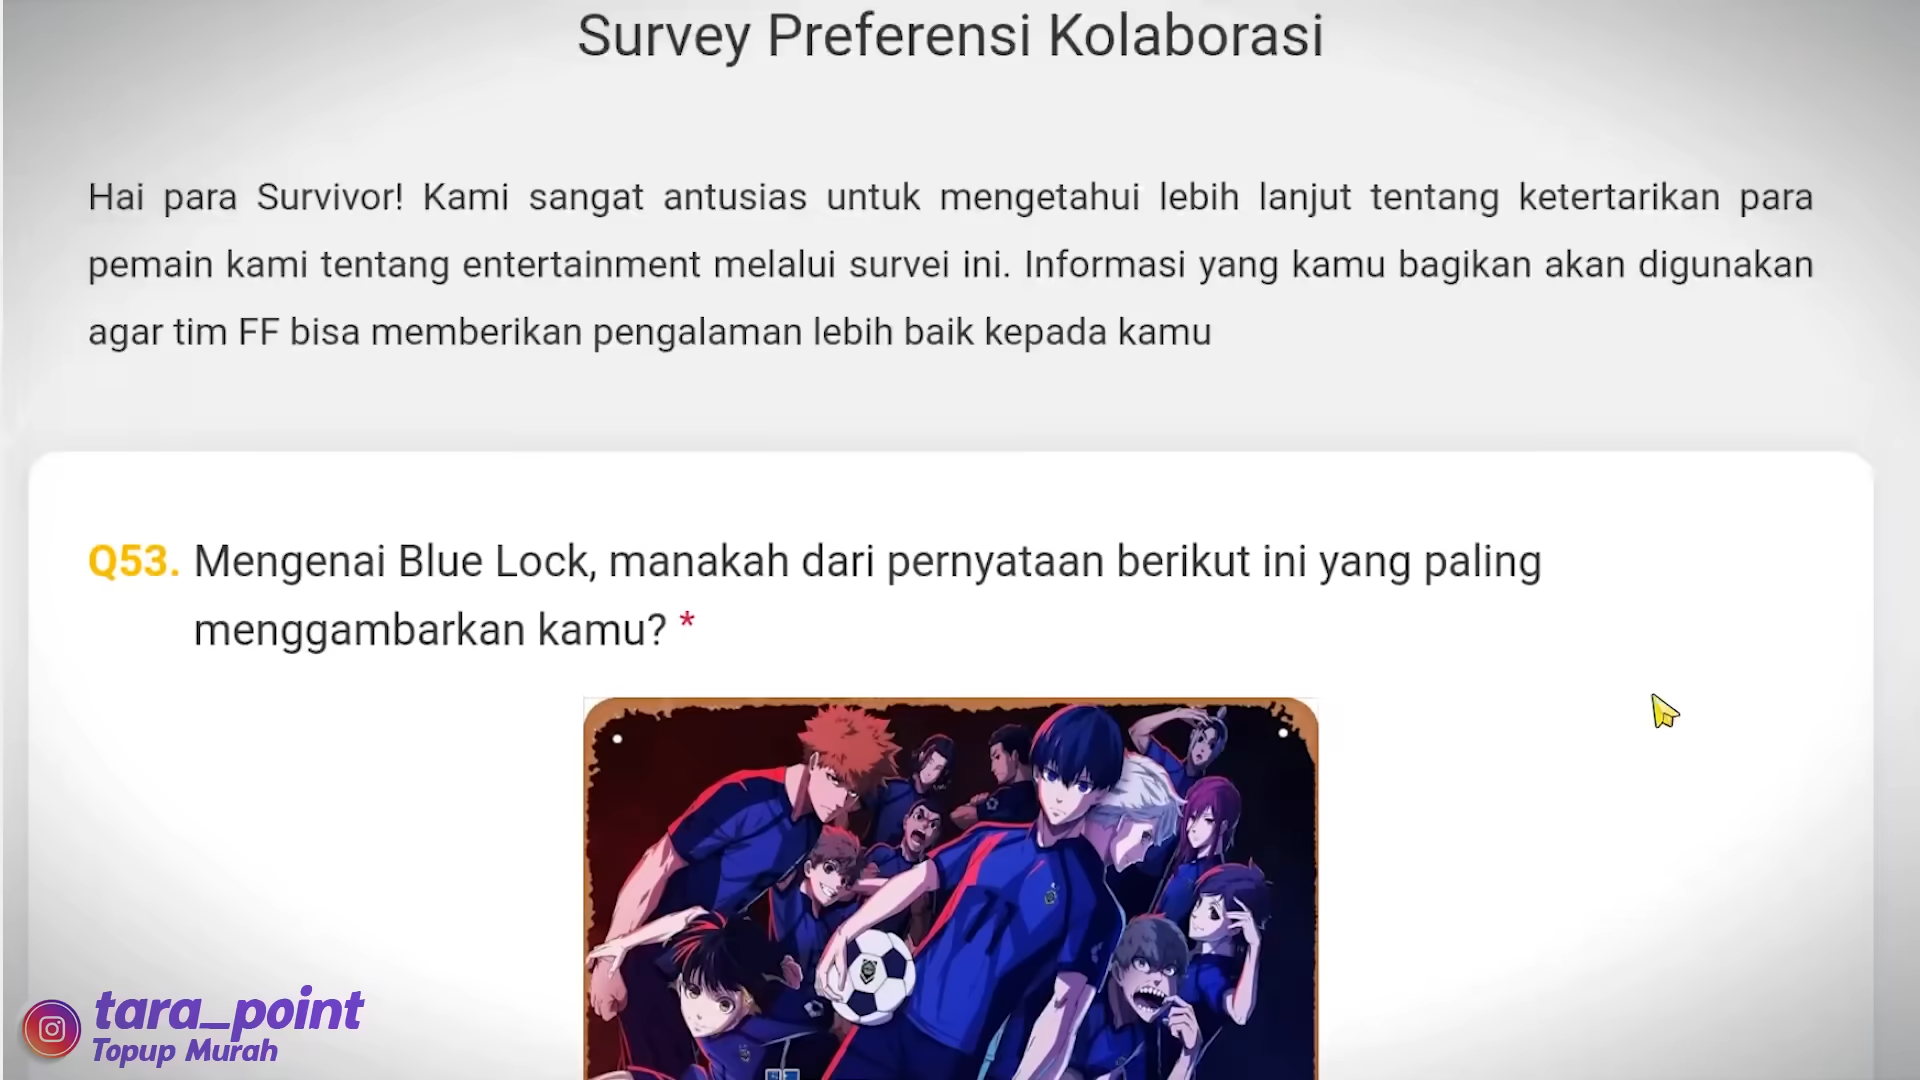 Survey Preferensi Kolaborasi
Hai para Survivor! Kami sangat antusias untuk mengetahui lebih lanjut tentang ketertarikan para
pemain kami tentang entertainment melalui survei ini. Informasi yang kamu bagikan akan digunakan
agar tim FF bisa memberikan pengalaman lebih baik kepada kamu
Q53. Mengenai Blue Lock, manakah dari pernyataan berikut ini yang paling
menggambarkan kamu? *
tara_point
Topup Murah